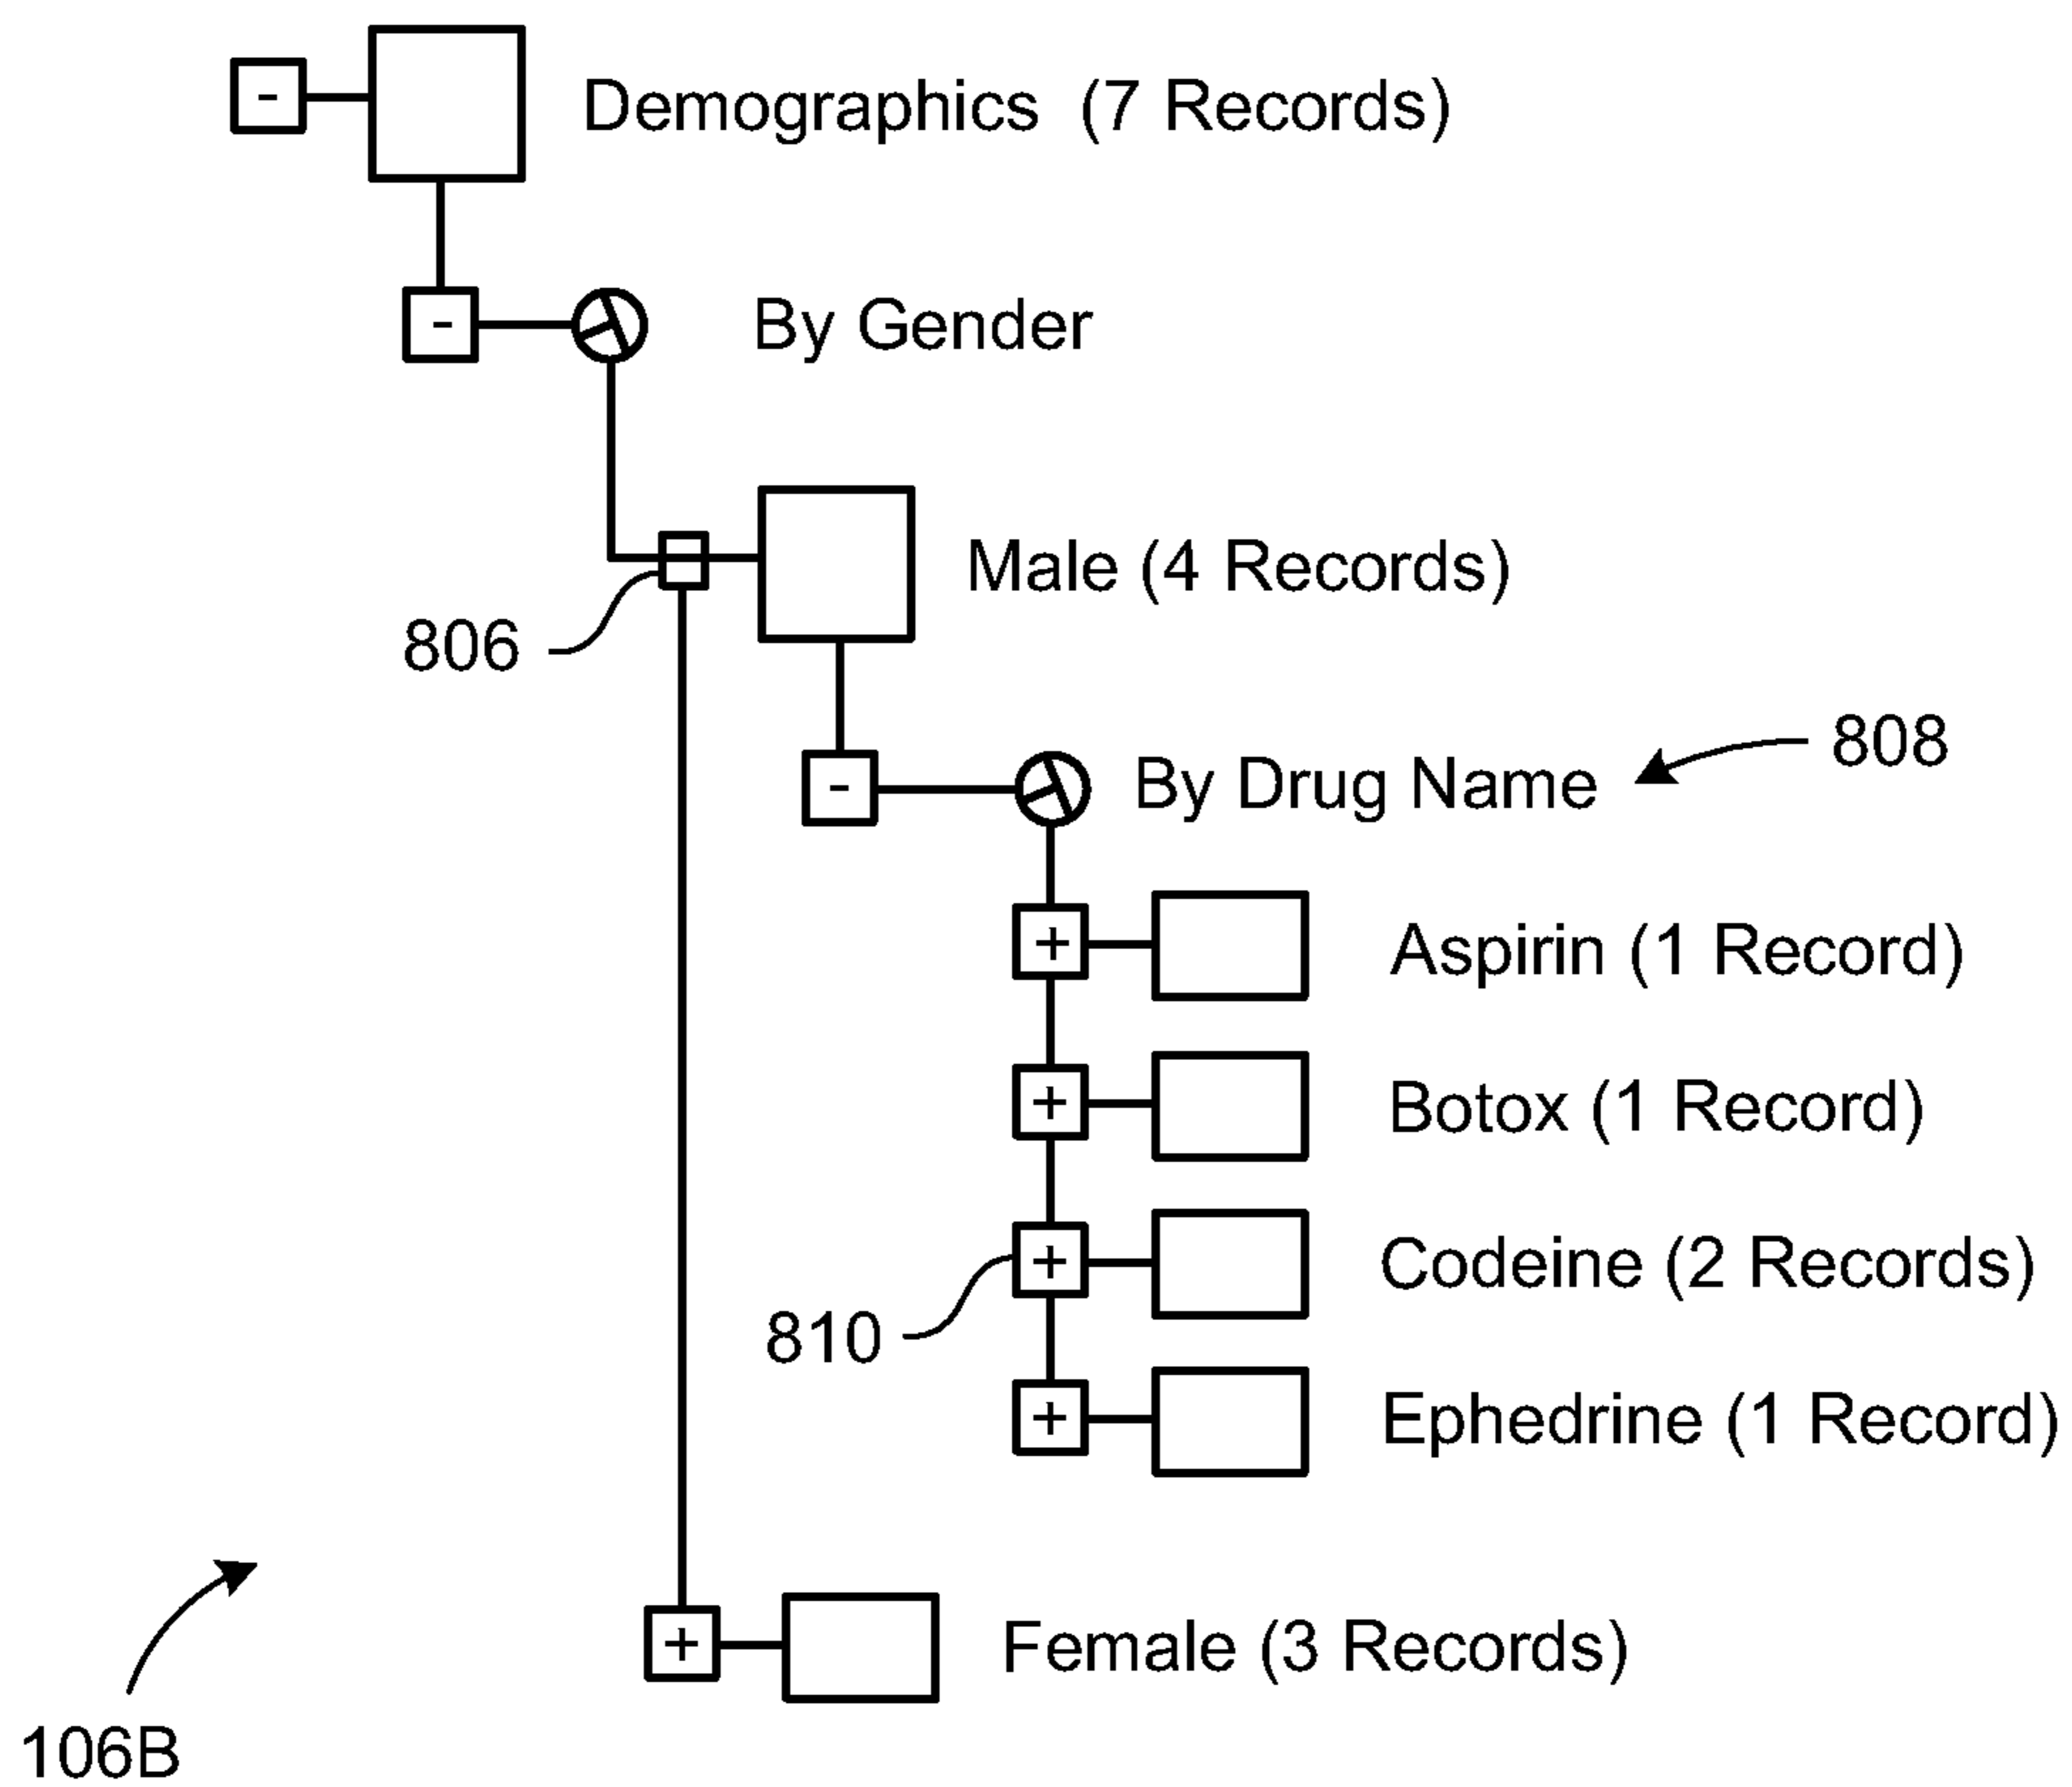 - Demographics (7 Records)
- By Gender
Male (4 Records)
806
808
- By Drug Name
+ Aspirin (1 Record)
+ Botox (1 Record)
+ Codeine (2 Records)
810
+ Ephedrine (1 Record)
+ Female (3 Records)
106B